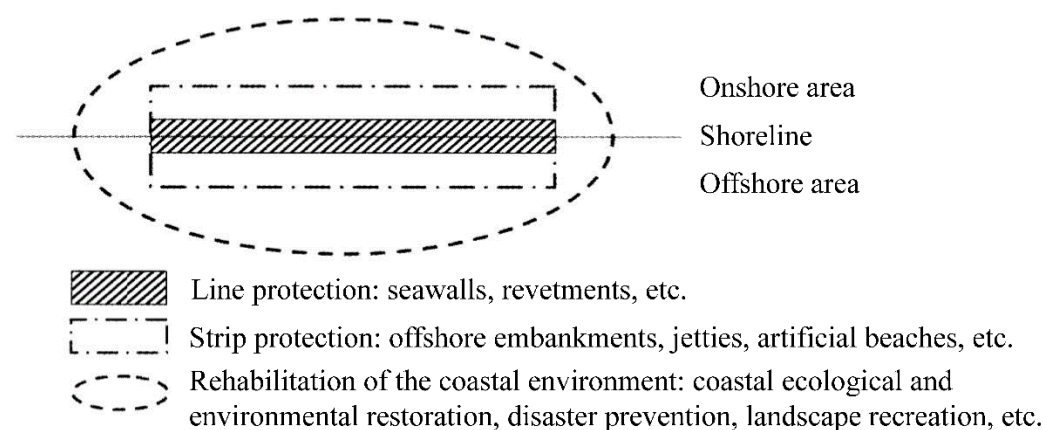 Onshore area
Shoreline
Offshore area
Line protection: seawalls, revetments, etc.
Strip protection: offshore embankments, jetties, artificial beaches, etc.
Rehabilitation of the coastal environment: coastal ecological and
environmental restoration, disaster prevention, landscape recreation, etc.